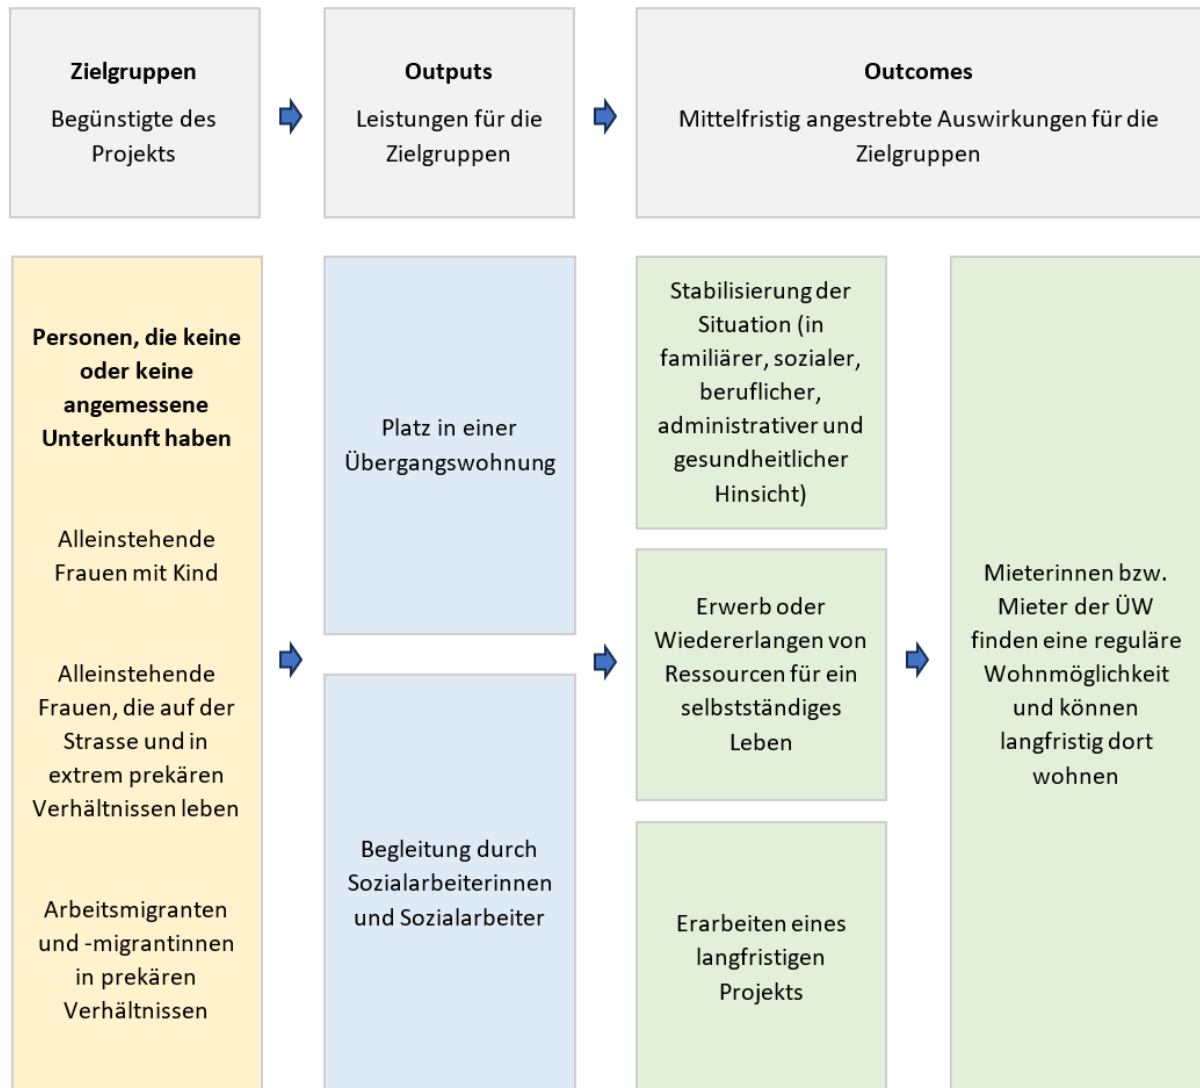 Zielgruppen
Begünstigte des
Projekts
Outputs
Leistungen für die
Zielgruppen
Outcomes
Mittelfristig angestrebte Auswirkungen für die
Zielgruppen
Personen, die keine
oder keine
angemessene
Unterkunft haben
Alleinstehende
Frauen mit Kind
Alleinstehende
Frauen, die auf der
Strasse und in
extrem prekären
Verhältnissen leben
Arbeitsmigranten
und -migrantinnen
in prekären
Verhältnissen
Platz in einer
Übergangswohnung
Begleitung durch
Sozialarbeiterinnen
und Sozialarbeiter
Stabilisierung der
Situation (in
familiärer, sozialer,
beruflicher,
administrativer und
gesundheitlicher
Hinsicht)
Erwerb oder
Wiedererlangen von
Ressourcen für ein
selbstständiges
Leben
Erarbeiten eines
langfristigen
Projekts
Mieterinnen bzw.
Mieter der ÜW
finden eine reguläre
Wohnmöglichkeit
und können
langfristig dort
wohnen